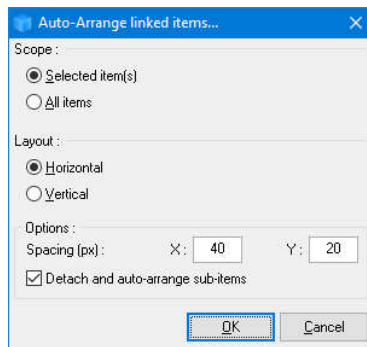 Auto-Arrange linked items...
Scope :
Selected item(s)
All items
Layout :
Horizontal
Vertical
Options :
Spacing (px) : X : 40 Y : 20
Detach and auto-arrange sub-items
OK Cancel